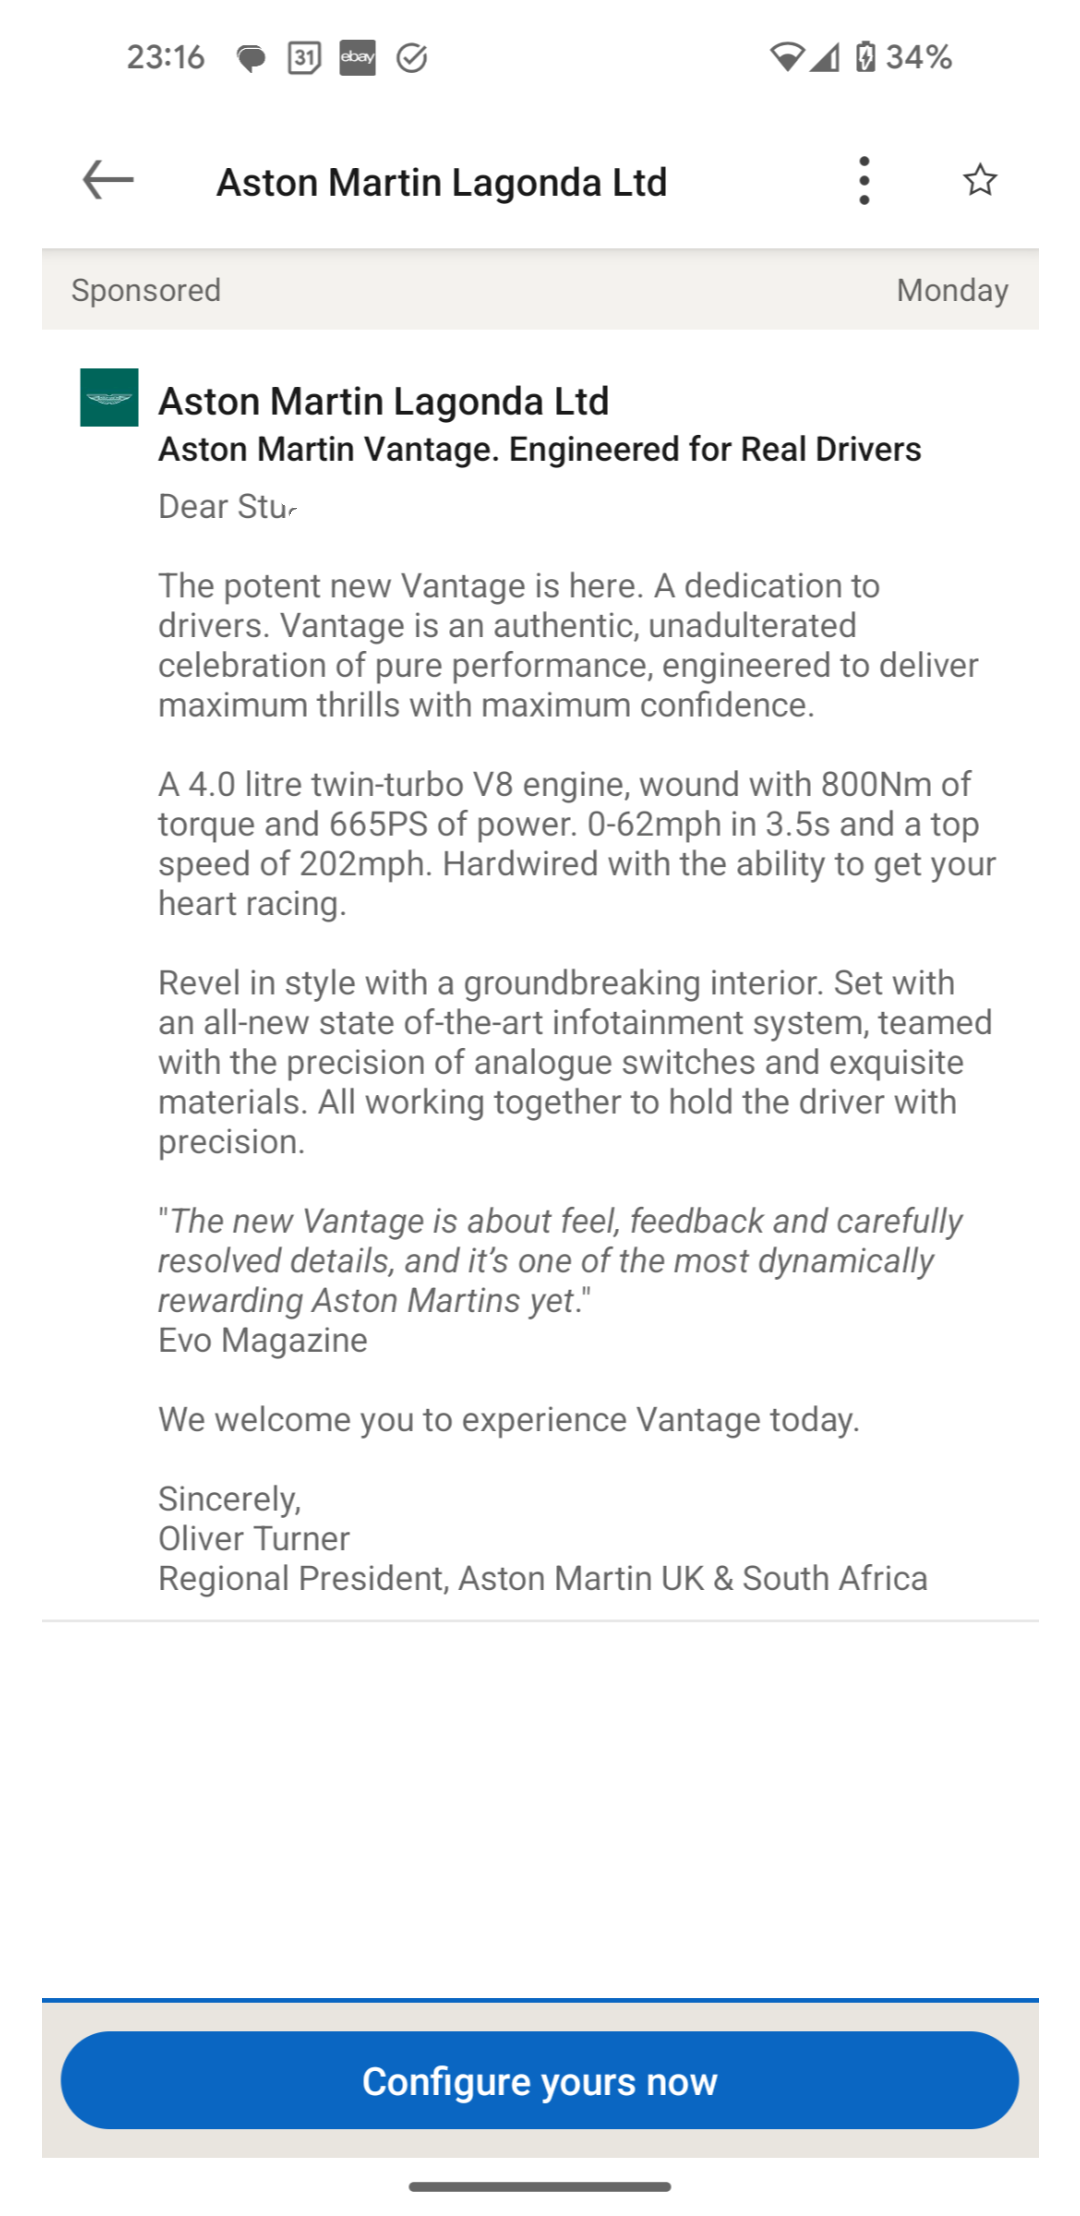 23:16
31
ebay
34%
Aston Martin Lagonda Ltd
Sponsored
Monday
Aston Martin Lagonda Ltd
Aston Martin Vantage. Engineered for Real Drivers
Dear
The potent new Vantage is here. A dedication to
drivers. Vantage is an authentic, unadulterated
celebration of pure performance, engineered to deliver
maximum thrills with maximum confidence.
A 4.0 litre twin-turbo V8 engine, wound with 800Nm of
torque and 665PS of power. 0-62mph in 3.5s and a top
speed of 202mph. Hardwired with the ability to get your
heart racing.
Revel in style with a groundbreaking interior. Set with
an all-new state of-the-art infotainment system, teamed
with the precision of analogue switches and exquisite
materials. All working together to hold the driver with
precision.
"The new Vantage is about feel, feedback and carefully
resolved details, and it’s one of the most dynamically
rewarding Aston Martins yet."
Evo Magazine
We welcome you to experience Vantage today.
Sincerely,
Oliver Turner
Regional President, Aston Martin UK & South Africa
Configure yours now